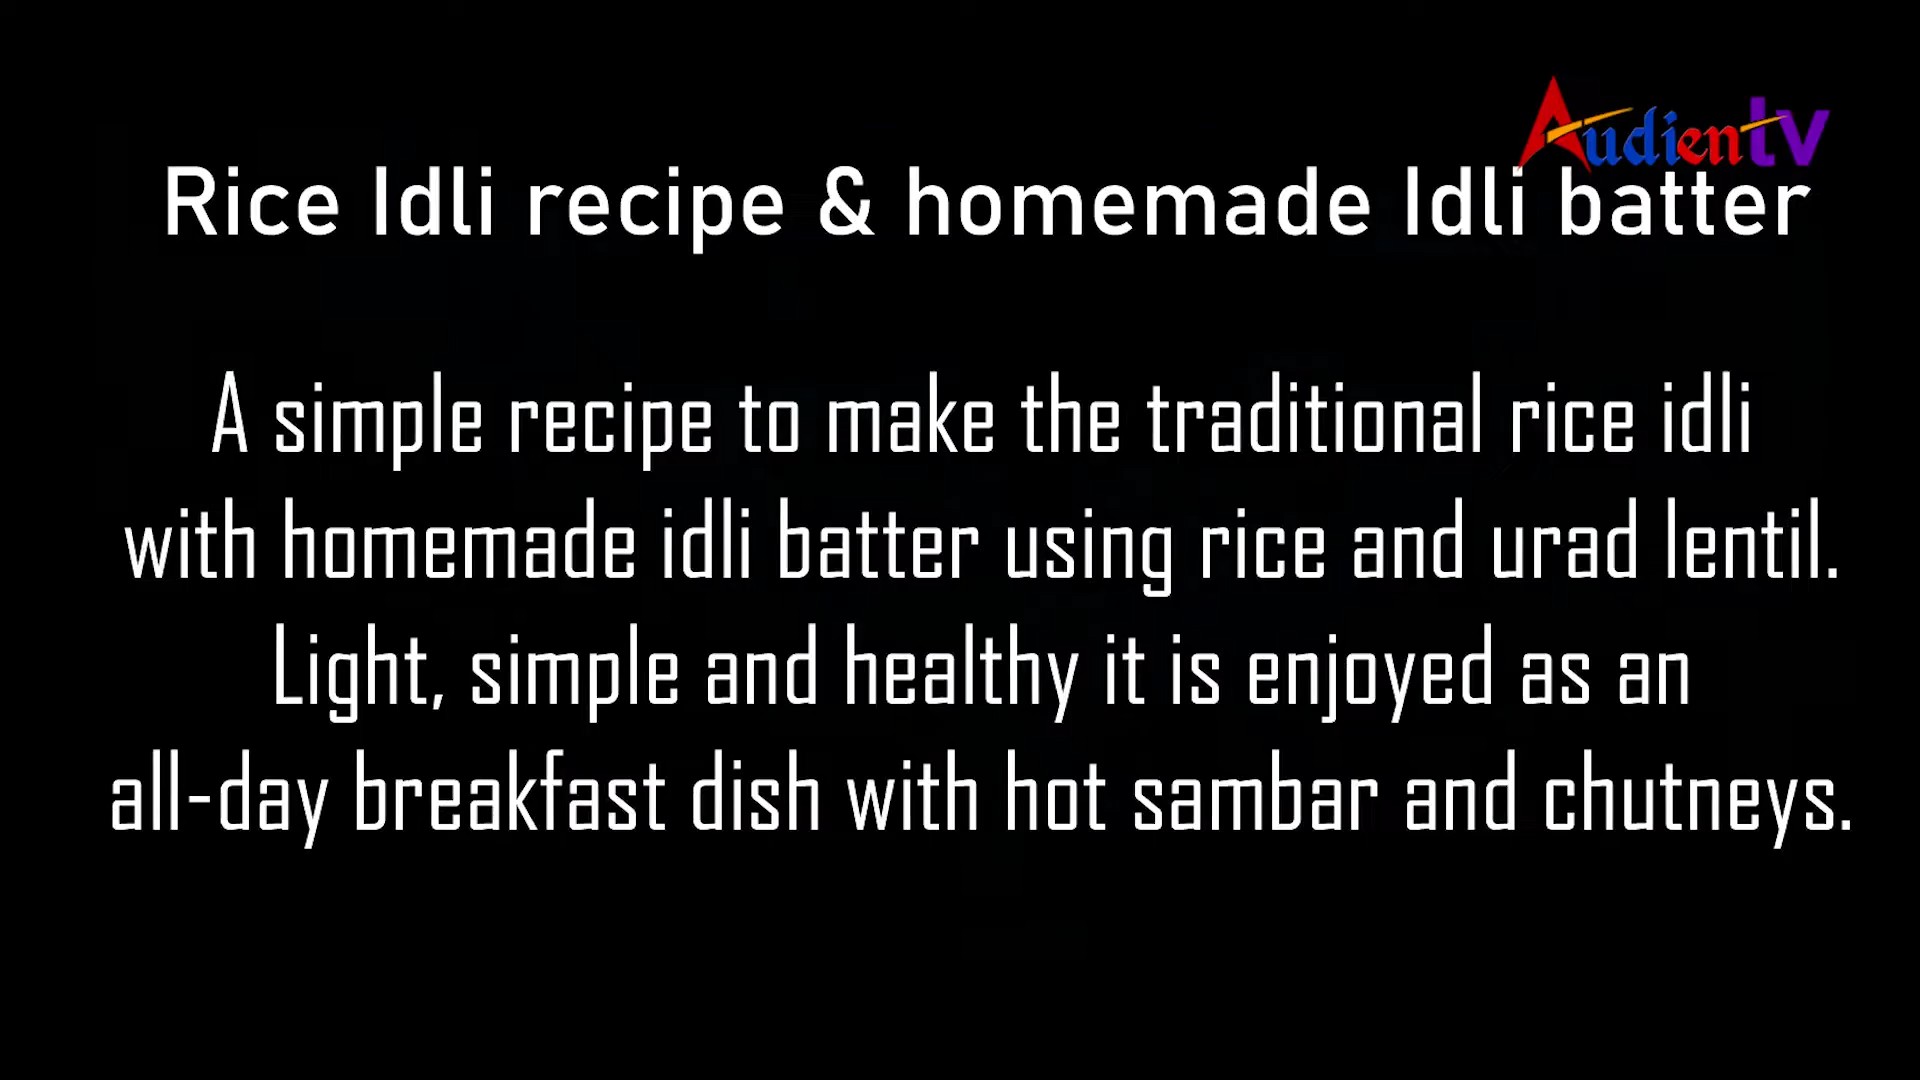 Audientv
Rice Idli recipe & homemade Idli batter
A simple recipe to make the traditional rice idli
with homemade idli batter using rice and urad lentil.
Light, simple and healthy it is enjoyed as an
all-day breakfast dish with hot sambar and chutneys.